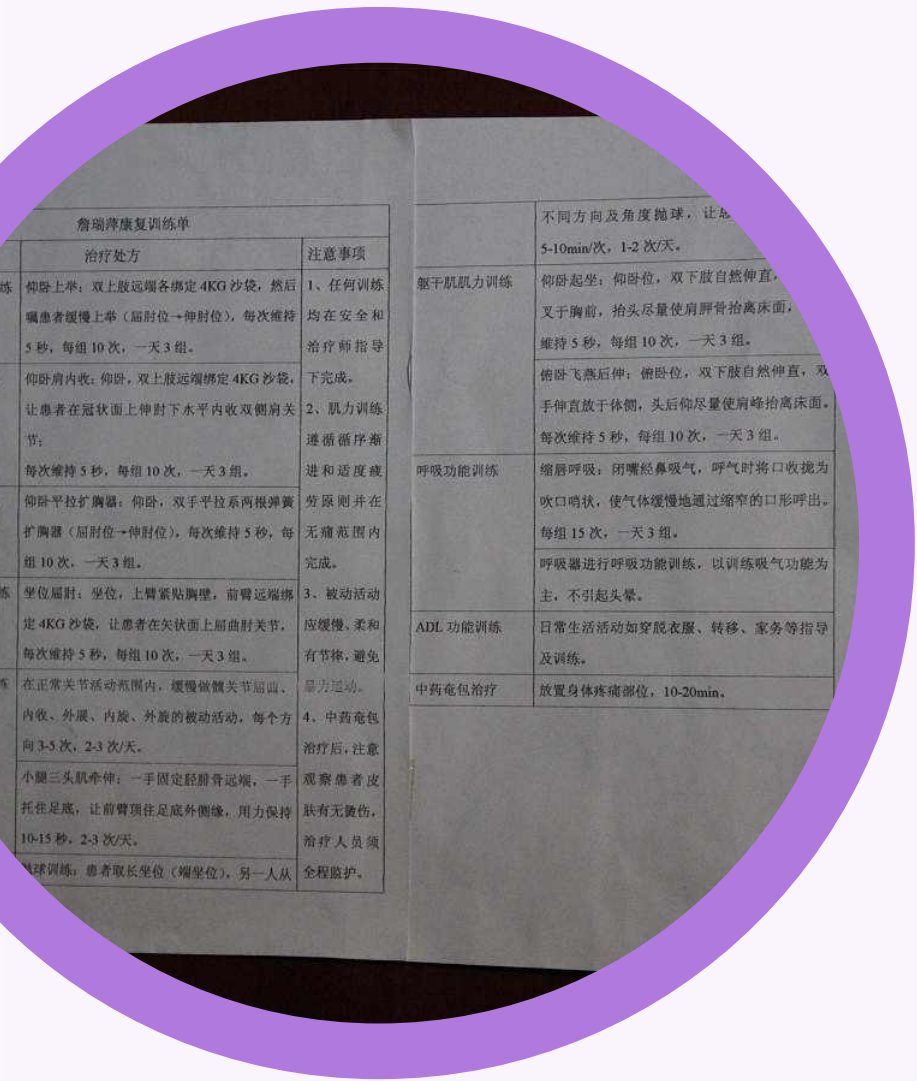 詹瑞萍康复训练单
治疗处方
注意事项
练
仰卧上举：双上肢远端各绑定 4KG 沙袋，然后
嘱患者缓慢上举（屈肘位→伸肘位），每次维持
5 秒，每组 10 次，一天 3 组。
仰卧肩内收：仰卧，双上肢远端绑定 4KG 沙袋，
让患者在冠状面上伸肘下水平内收双侧肩关
节；
每次维持 5 秒，每组 10 次，一天 3 组。
仰卧平拉扩胸器：仰卧，双手平拉系两根弹簧
扩胸器（屈肘位→伸肘位），每次维持 5 秒，每
组 10 次，一天 3 组。
练
坐位屈肘：坐位，上臂紧贴胸壁，前臂远端绑
定 4KG 沙袋，让患者在矢状面上屈曲肘关节，
每次维持 5 秒，每组 10 次，一天 3 组。
练
在正常关节活动范围内，缓慢做髋关节屈曲、
内收、外展、内旋、外旋的被动活动，每个方
向 3-5 次，2-3 次/天。
小腿三头肌牵伸：一手固定胫腓骨远端，一手
托住足底，让前臂顶住足底外侧缘，用力保持
10-15 秒，2-3 次/天。
球训练：患者取长坐位（端坐位），另一人从
1、任何训练
均在安全和
治疗师指导
下完成。
2、肌力训练
遵循循序渐
进和适度疲
劳原则并在
无痛范围内
完成。
3、被动活动
应缓慢、柔和
有节律，避免
暴力运动。
4、中药奄包
治疗后，注意
观察患者皮
肤有无烫伤，
治疗人员须
全程监护。
不同方向及角度抛球，让
5-10min/次，1-2 次/天。
躯干肌肌力训练
仰卧起坐：仰卧位，双下肢自然伸直，
叉于胸前，抬头尽量使肩胛骨抬离床面，
维持 5 秒，每组 10 次，一天 3 组。
俯卧飞燕后伸：俯卧位，双下肢自然伸直，双
手伸直放于体侧，头后仰尽量使肩峰抬离床面。
每次维持 5 秒，每组 10 次，一天 3 组。
呼吸功能训练
缩唇呼吸：闭嘴经鼻吸气，呼气时将口收拢为
吹口哨状，使气体缓慢地通过缩窄的口形呼出。
每组 15 次，一天 3 组。
呼吸器进行呼吸功能训练，以训练吸气功能为
主，不引起头晕。
ADL 功能训练
日常生活活动如穿脱衣服、转移、家务等指导
及训练。
中药奄包治疗
放置身体疼痛部位，10-20min。